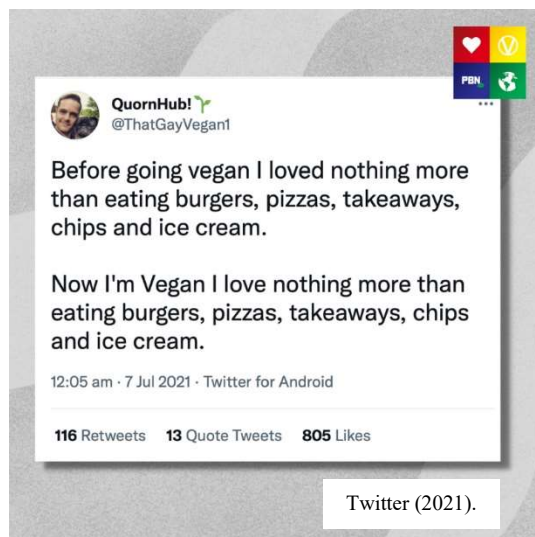 PBN
QuornHub!
@ThatGayVegan1
Before going vegan I loved nothing more
than eating burgers, pizzas, takeaways,
chips and ice cream.
Now I'm Vegan I love nothing more than
eating burgers, pizzas, takeaways, chips
and ice cream.
12:05 am · 7 Jul 2021 · Twitter for Android
116 Retweets 13 Quote Tweets 805 Likes
Twitter (2021).